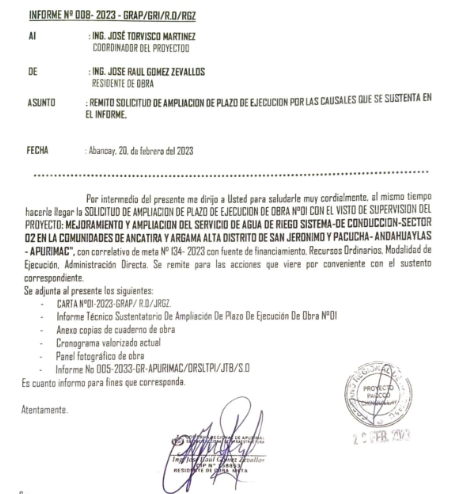 INFORME Nº 008- 2023 - GRAP/GRI/R.O/RGZ
Al : ING. JOSÉ TORVISCO MARTINEZ
COORDINADOR DEL PROYECTOO
DE : ING. JOSE RAUL GOMEZ ZEVALLOS
RESIDENTE DE OBRA
ASUNTO : REMITO SOLICITUD DE AMPLIACION DE PLAZO DE EJECUCION POR LAS CAUSALES QUE SE SUSTENTA EN
EL INFORME.
FECHA : Abancay, 20, de febrero del 2023
Por intermedio del presente me dirijo a Usted para saludarle muy cordialmente, al mismo tiempo
hacerle llegar la SOLICITUD DE AMPLIACION DE PLAZO DE EJECUCION DE OBRA Nº01 CON EL VISTO DE SUPERVISION DEL
PROYECTO: MEJORAMIENTO Y AMPLIACION DEL SERVICIO DE AGUA DE RIEGO SISTEMA-DE CONDUCCION-SECTOR
02 EN LA COMUNIDADES DE ANCATIRA Y ARGAMA ALTA DISTRITO DE SAN JERONIMO Y PACUCHA- ANDAHUAYLAS
- APURIMAC", con correlativo de meta Nº 134- 2023 con fuente de financiamiento, Recursos Ordinarios, Modalidad de
Ejecución, Administración Directa. Se remite para las acciones que viere por conveniente con el sustento
correspondiente.
Se adjunta al presente los siguientes:
- CARTA Nº01-2023-GRAP/ R.O/JRGZ.
- Informe Técnico Sustentatorio De Ampliación De Plazo De Ejecución De Obra Nº01
- Anexo copias de cuaderno de obra
- Cronograma valorizado actual
- Panel fotográfico de obra
- Informe No 005-2033-GR-APURIMAC/DRSLTPI/JTB/S.O
Es cuanto informo para fines que corresponda.
Atentamente.
PROYECTO
20 FEB. 2023
Ing José Raúl Gómez Zevallos
RESIDENTE DE OBRA META